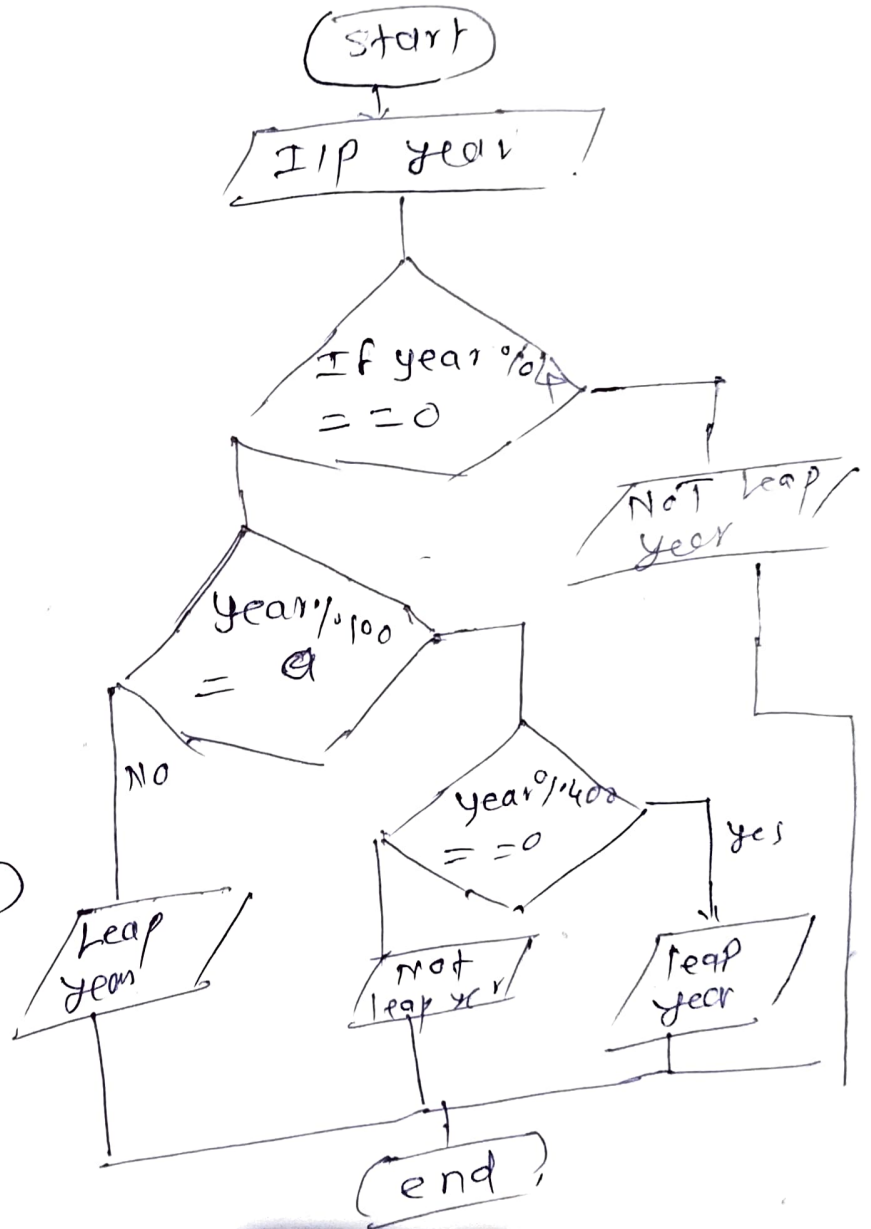 start
I/P year
If year % 4
= = 0
NOT leap
year
year % 100
= 0
NO
year % 400
= = 0
yes
Leap
year
Not
leap yer
leap
year
end